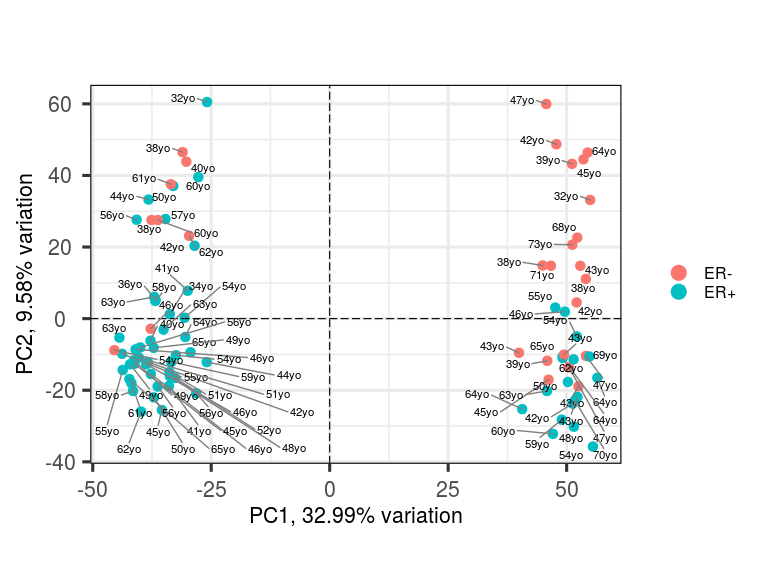 60
40
20
0
-20
-40
-50
-25
0
25
50
PC1, 32.99% variation
PC2, 9.58% variation
ER-
ER+
32yo
38yo
40yo
61yo
60yo
44yo
50yo
56yo
57yo
38yo
60yo
42yo
62yo
41yo
36yo
58yo
34yo
54yo
63yo
46yo
63yo
63yo
40yo
64yo
56yo
65yo
49yo
54yo
54yo
46yo
55yo
59yo
44yo
58yo
49yo
51yo
51yo
61yo
56yo
56yo
46yo
42yo
55yo
45yo
41yo
45yo
52yo
62yo
50yo
65yo
46yo
48yo
47yo
42yo
64yo
39yo
45yo
32yo
68yo
73yo
38yo
71yo
43yo
38yo
55yo
46yo
42yo
54yo
43yo
65yo
69yo
39yo
62yo
50yo
47yo
64yo
63yo
43yo
64yo
45yo
42yo
43yo
64yo
60yo
48yo
47yo
59yo
54yo
70yo